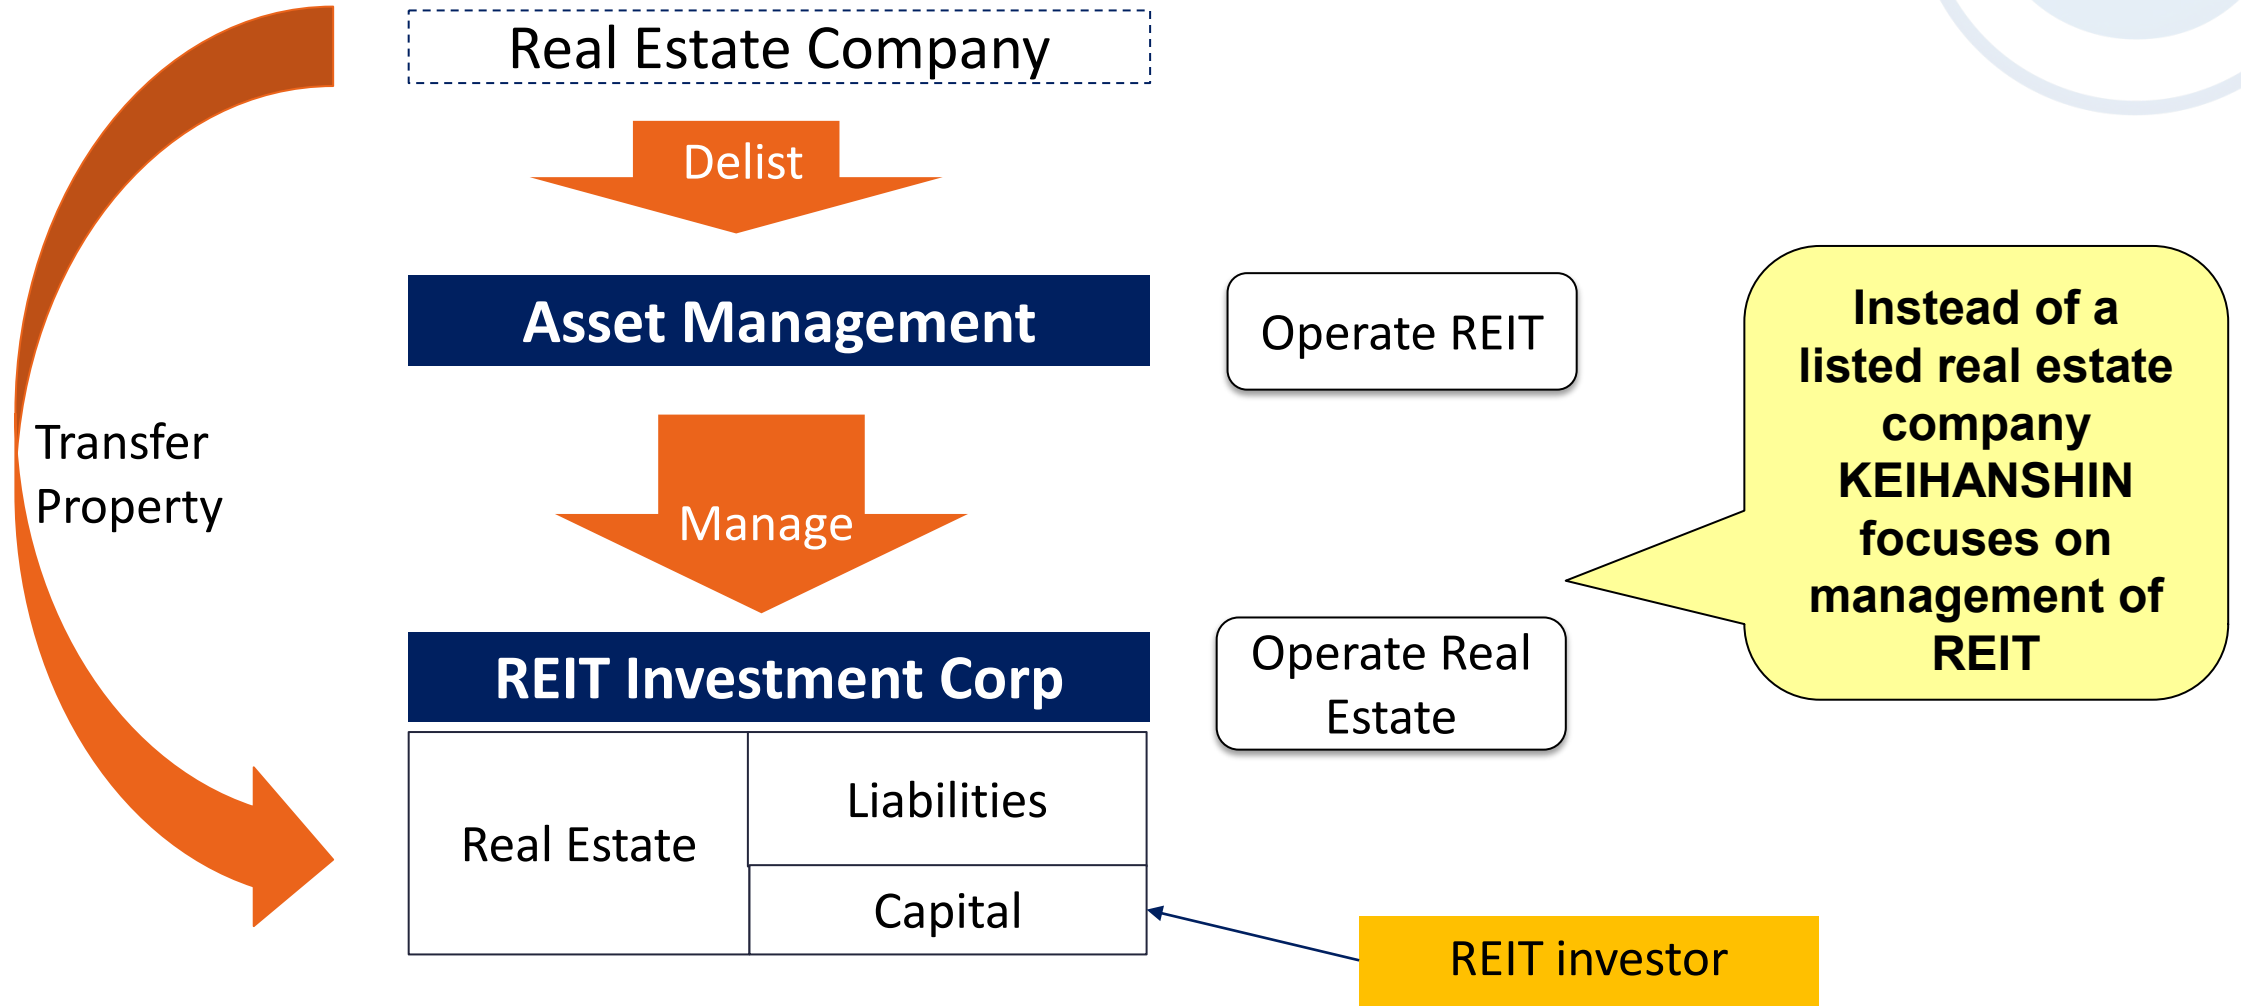 Real Estate Company
Delist
Asset Management
Operate REIT
Transfer
Property
Manage
Instead of a
listed real estate
company
KEIHANSHIN
focuses on
management of
REIT
REIT Investment Corp
Operate Real
Estate
Real Estate
Liabilities
Capital
REIT investor